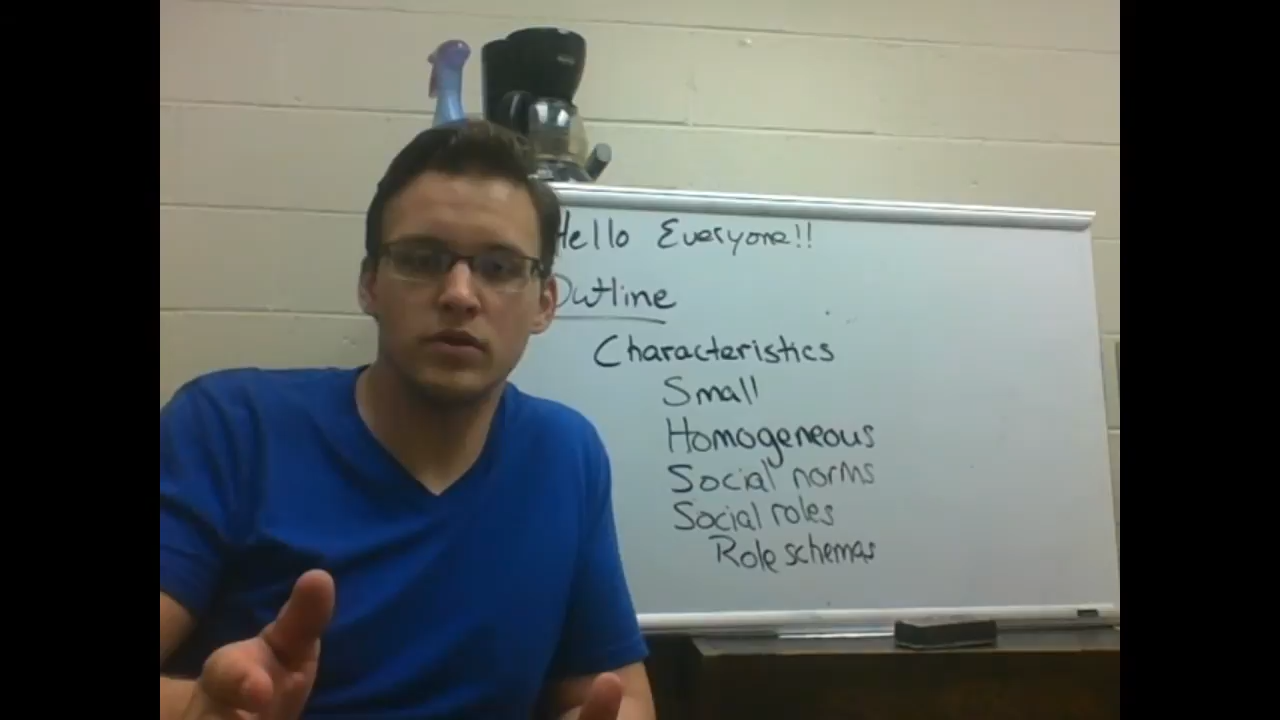 Hello Everyone!!
Outline
Characteristics
Small
Homogeneous
Social norms
Social roles
Role schemas